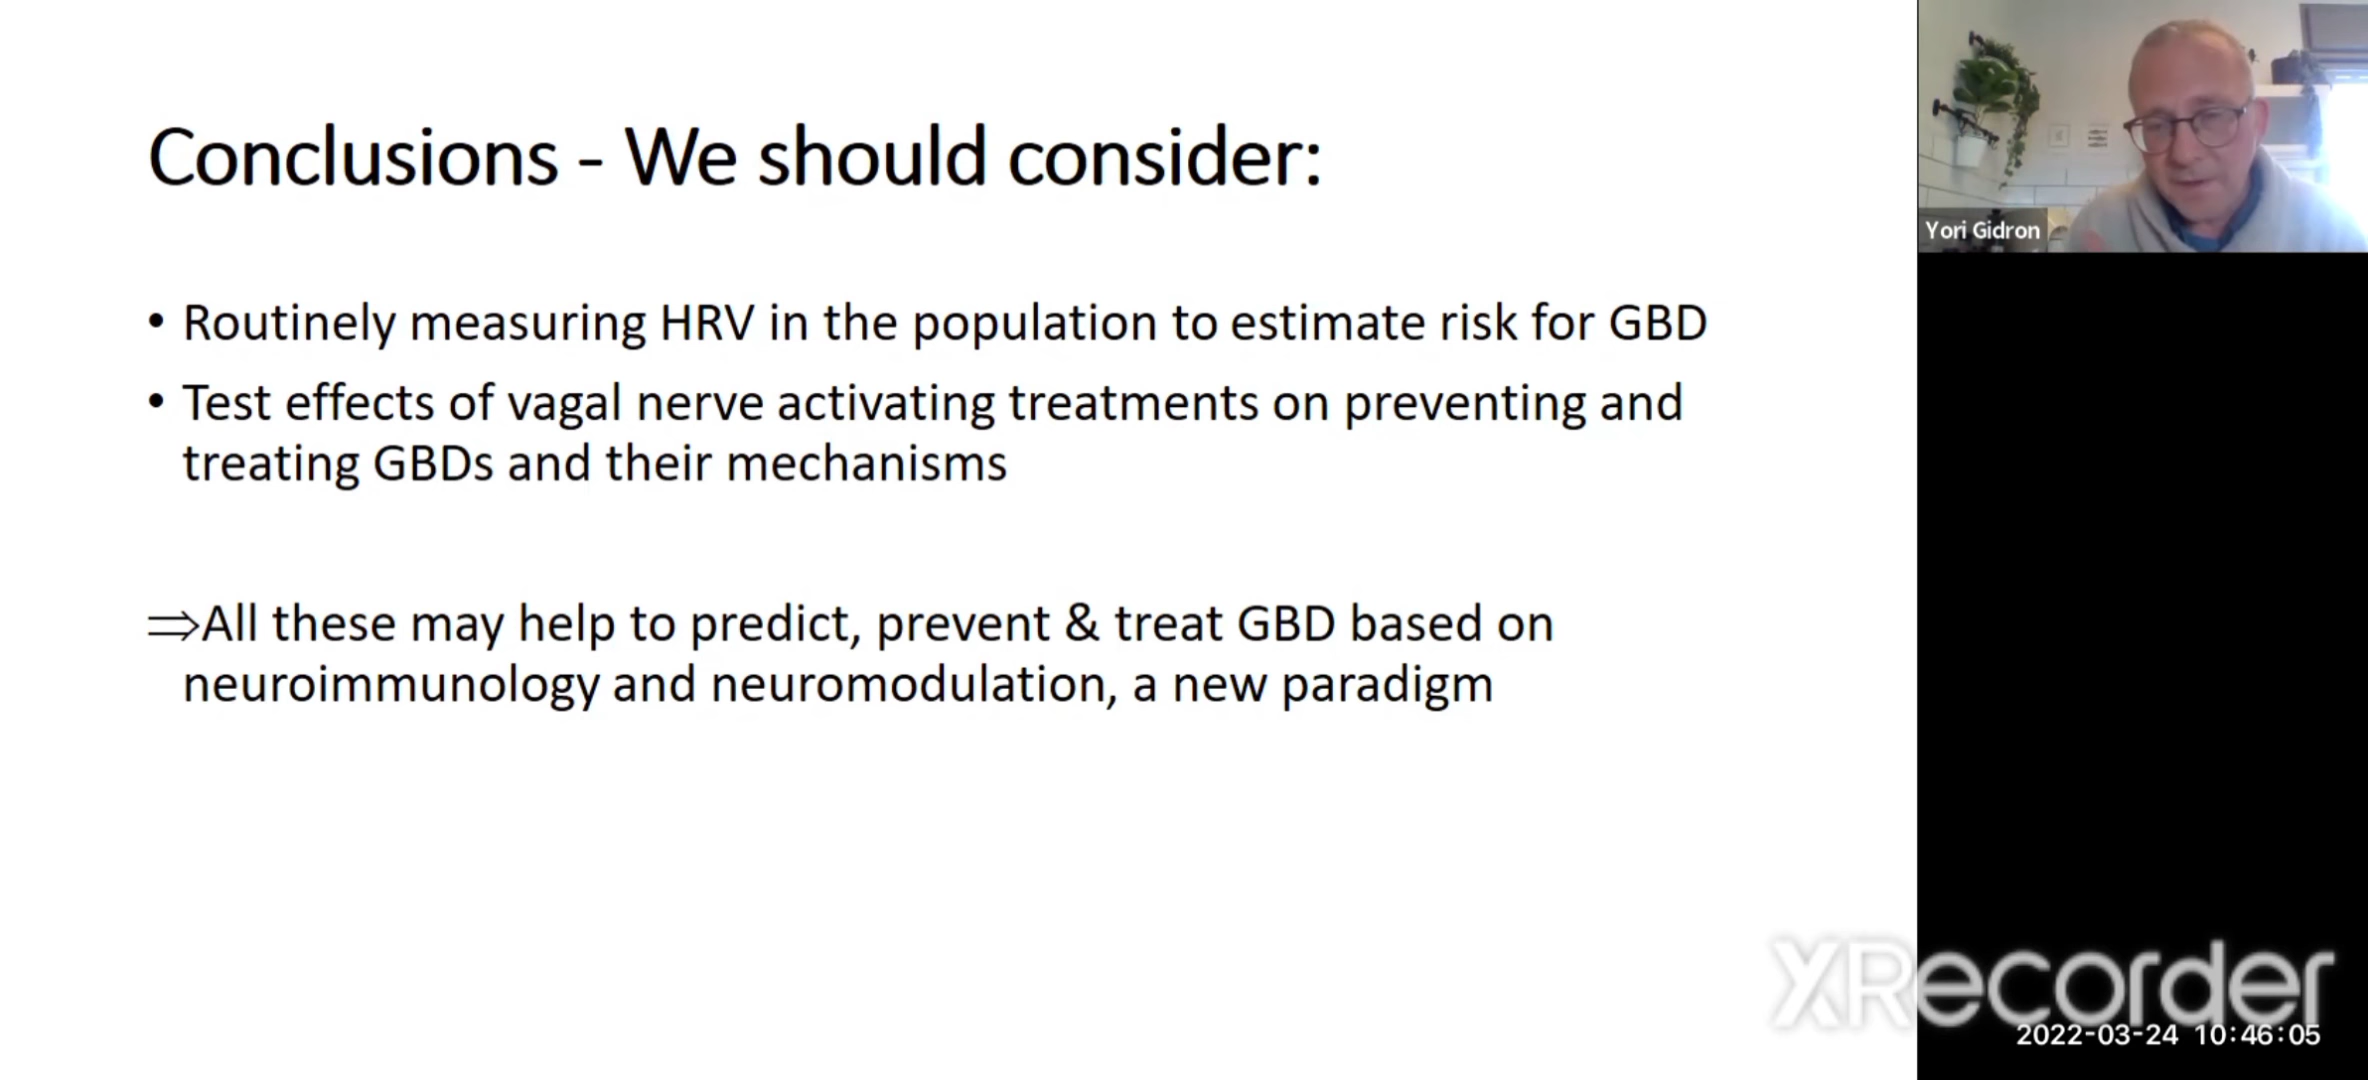 Conclusions - We should consider:
• Routinely measuring HRV in the population to estimate risk for GBD
• Test effects of vagal nerve activating treatments on preventing and
treating GBDs and their mechanisms
⇒All these may help to predict, prevent & treat GBD based on
neuroimmunology and neuromodulation, a new paradigm
Yori Gidron
XRecorder
2022-03-24 10:46:05